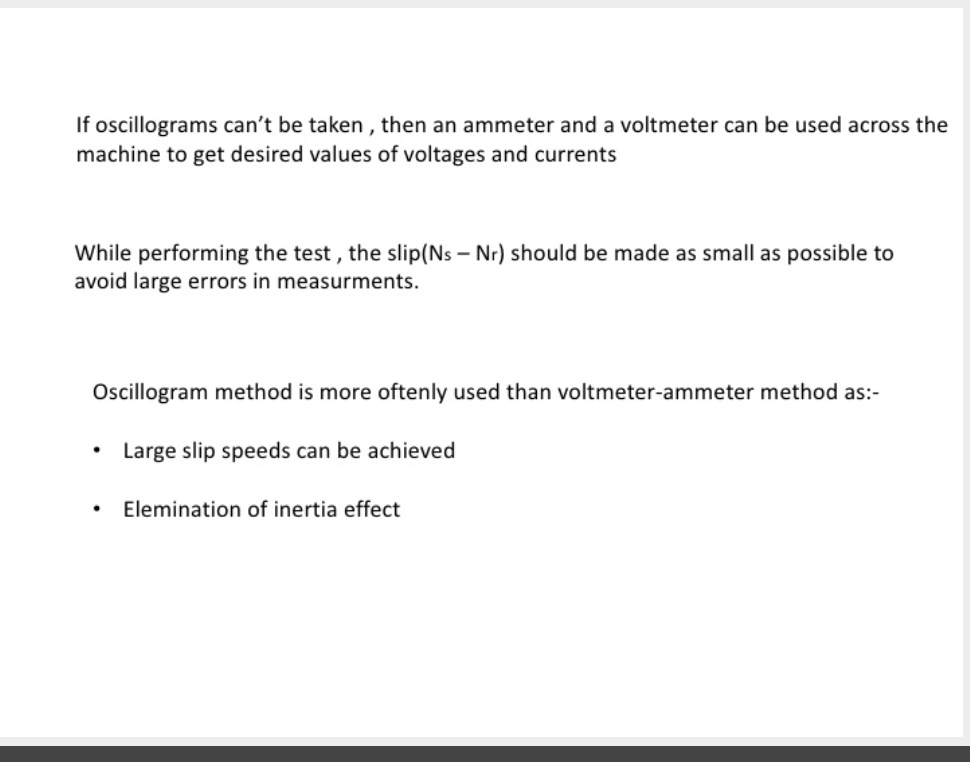 If oscillograms can’t be taken , then an ammeter and a voltmeter can be used across the
machine to get desired values of voltages and currents
While performing the test , the slip(Ns – Nr) should be made as small as possible to
avoid large errors in measurments.
Oscillogram method is more oftenly used than voltmeter-ammeter method as:-
• Large slip speeds can be achieved
• Elemination of inertia effect